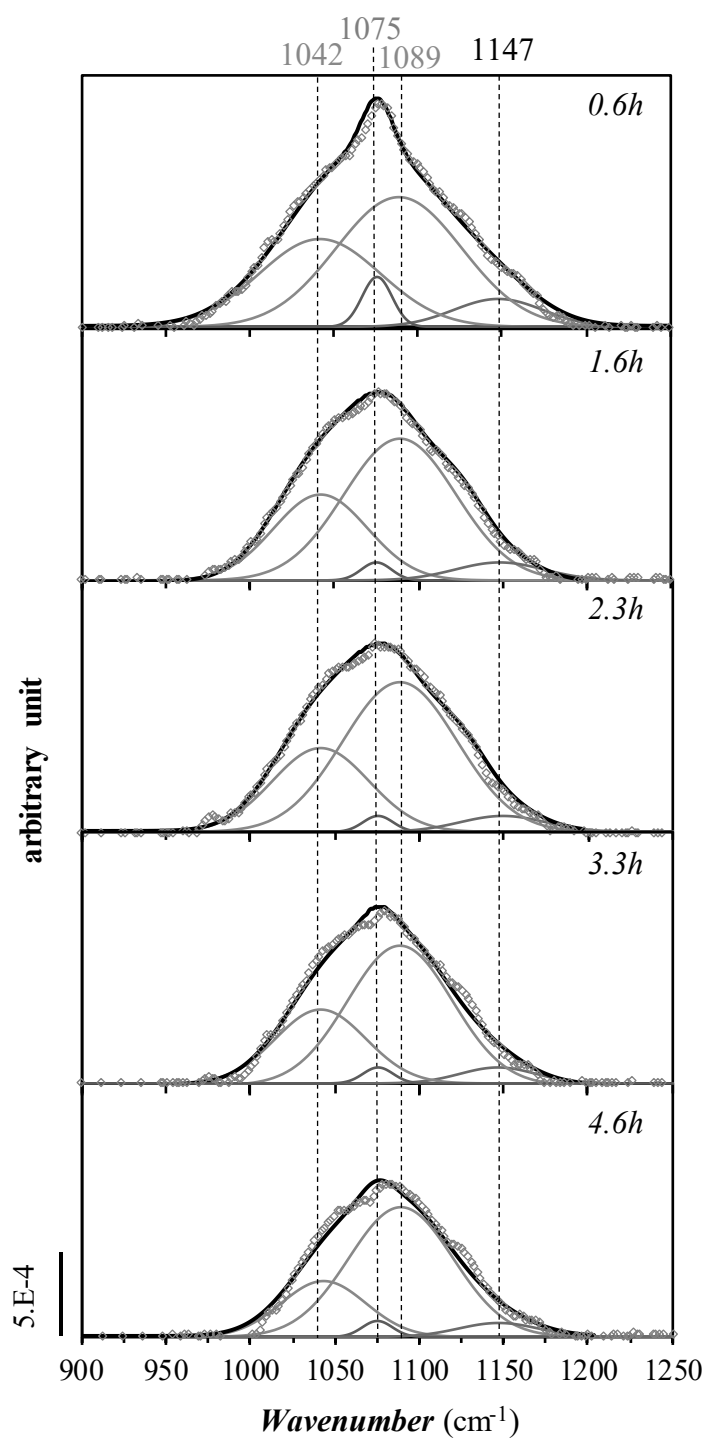 1075
1042 1089 1147
0.6h
1.6h
2.3h
3.3h
4.6h
arbitrary unit
5.E-4
900 950 1000 1050 1100 1150 1200 1250
Wavenumber (cm⁻¹)